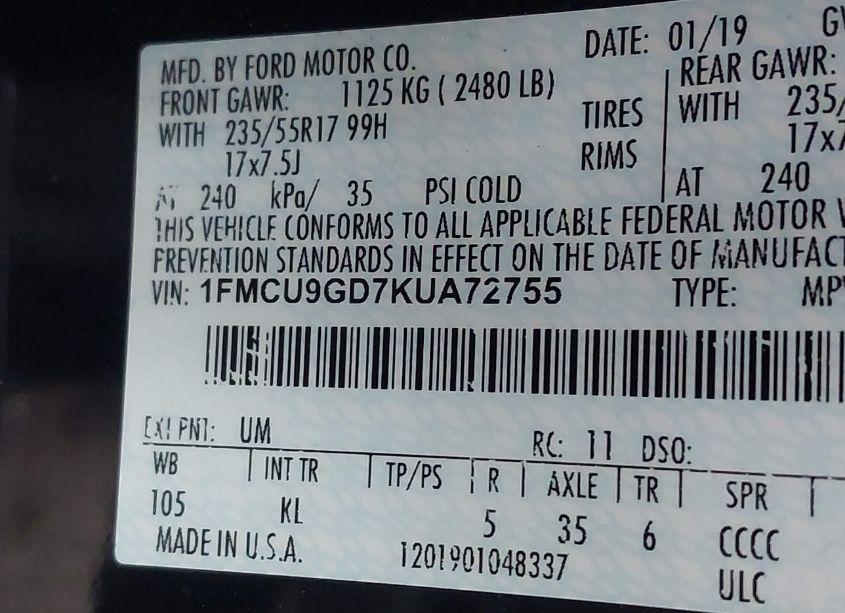 MFD. BY FORD MOTOR CO. DATE: 01/19
FRONT GAWR: 1125 KG ( 2480 LB) REAR GAWR:
WITH 235/55R17 99H TIRES WITH 235/
17x7.5J RIMS 17x7
AT 240 kPa/ 35 PSI COLD AT 240
THIS VEHICLE CONFORMS TO ALL APPLICABLE FEDERAL MOTOR V
PREVENTION STANDARDS IN EFFECT ON THE DATE OF MANUFACT
VIN: 1FMCU9GD7KUA72755 TYPE: MPV
EXT PNT: UM RC: 11 DSO:
WB INT TR TP/PS R AXLE TR SPR
105 KL 5 35 6 CCCC
MADE IN U.S.A. 1201901048337 ULC